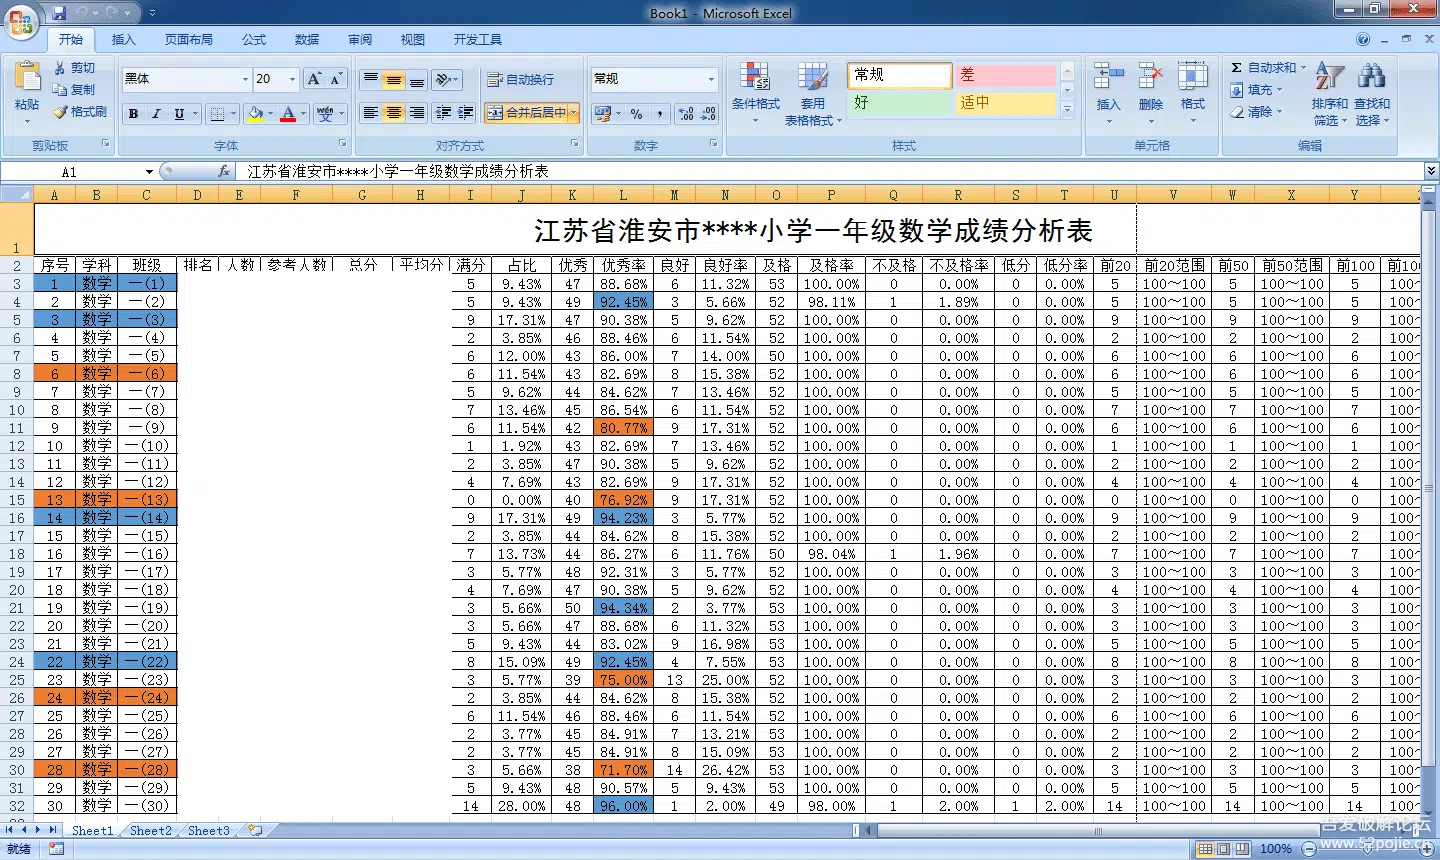 Book1 - Microsoft Excel
开始 插入 页面布局 公式 数据 审阅 视图 开发工具
粘贴 剪切 复制 格式刷 剪贴板
黑体 20 字体
自动换行 合并后居中 对齐方式
常规 数字
条件格式 套用表格格式 常规 差 好 适中 样式
插入 删除 格式 单元格
Σ 自动求和 填充 清除 排序和筛选 查找和选择 编辑
A1 fx 江苏省淮安市****小学一年级数学成绩分析表
A B C D E F G H I J K L M N O P Q R S T U V W X Y
1 江苏省淮安市****小学一年级数学成绩分析表
2 序号 学科 班级 排名 人数 参考人数 总分 平均分 满分 占比 优秀 优秀率 良好 良好率 及格 及格率 不及格 不及格率 低分 低分率 前20 前20范围 前50 前50范围 前100 前10
3 1 数学 一(1) 5 9.43% 47 88.68% 6 11.32% 53 100.00% 0 0.00% 0 0.00% 5 100～100 5 100～100 5 100~
4 2 数学 一(2) 5 9.43% 49 92.45% 3 5.66% 52 98.11% 1 1.89% 0 0.00% 5 100～100 5 100～100 5 100~
5 3 数学 一(3) 9 17.31% 47 90.38% 5 9.62% 52 100.00% 0 0.00% 0 0.00% 9 100～100 9 100～100 9 100~
6 4 数学 一(4) 2 3.85% 46 88.46% 6 11.54% 52 100.00% 0 0.00% 0 0.00% 2 100～100 2 100～100 2 100~
7 5 数学 一(5) 6 12.00% 43 86.00% 7 14.00% 50 100.00% 0 0.00% 0 0.00% 6 100～100 6 100～100 6 100~
8 6 数学 一(6) 6 11.54% 43 82.69% 8 15.38% 52 100.00% 0 0.00% 0 0.00% 6 100～100 6 100～100 6 100~
9 7 数学 一(7) 5 9.62% 44 84.62% 7 13.46% 52 100.00% 0 0.00% 0 0.00% 5 100～100 5 100～100 5 100~
10 8 数学 一(8) 7 13.46% 45 86.54% 6 11.54% 52 100.00% 0 0.00% 0 0.00% 7 100～100 7 100～100 7 100~
11 9 数学 一(9) 6 11.54% 42 80.77% 9 17.31% 52 100.00% 0 0.00% 0 0.00% 6 100～100 6 100～100 6 100~
12 10 数学 一(10) 1 1.92% 43 82.69% 7 13.46% 52 100.00% 0 0.00% 0 0.00% 1 100～100 1 100～100 1 100~
13 11 数学 一(11) 2 3.85% 47 90.38% 5 9.62% 52 100.00% 0 0.00% 0 0.00% 2 100～100 2 100～100 2 100~
14 12 数学 一(12) 4 7.69% 43 82.69% 9 17.31% 52 100.00% 0 0.00% 0 0.00% 4 100～100 4 100～100 4 100~
15 13 数学 一(13) 0 0.00% 40 76.92% 9 17.31% 52 100.00% 0 0.00% 0 0.00% 0 100～100 0 100～100 0 100~
16 14 数学 一(14) 9 17.31% 49 94.23% 3 5.77% 52 100.00% 0 0.00% 0 0.00% 9 100～100 9 100～100 9 100~
17 15 数学 一(15) 2 3.85% 44 84.62% 8 15.38% 52 100.00% 0 0.00% 0 0.00% 2 100～100 2 100～100 2 100~
18 16 数学 一(16) 7 13.73% 44 86.27% 6 11.76% 50 98.04% 1 1.96% 0 0.00% 7 100～100 7 100～100 7 100~
19 17 数学 一(17) 3 5.77% 48 92.31% 3 5.77% 52 100.00% 0 0.00% 0 0.00% 3 100～100 3 100～100 3 100~
20 18 数学 一(18) 4 7.69% 47 90.38% 5 9.62% 52 100.00% 0 0.00% 0 0.00% 4 100～100 4 100～100 4 100~
21 19 数学 一(19) 3 5.66% 50 94.34% 2 3.77% 53 100.00% 0 0.00% 0 0.00% 3 100～100 3 100～100 3 100~
22 20 数学 一(20) 3 5.66% 47 88.68% 6 11.32% 53 100.00% 0 0.00% 0 0.00% 3 100～100 3 100～100 3 100~
23 21 数学 一(21) 5 9.43% 44 83.02% 9 16.98% 53 100.00% 0 0.00% 0 0.00% 5 100～100 5 100～100 5 100~
24 22 数学 一(22) 8 15.09% 49 92.45% 4 7.55% 53 100.00% 0 0.00% 0 0.00% 8 100～100 8 100～100 8 100~
25 23 数学 一(23) 3 5.77% 39 75.00% 13 25.00% 52 100.00% 0 0.00% 0 0.00% 3 100～100 3 100～100 3 100~
26 24 数学 一(24) 2 3.85% 44 84.62% 8 15.38% 52 100.00% 0 0.00% 0 0.00% 2 100～100 2 100～100 2 100~
27 25 数学 一(25) 6 11.54% 46 88.46% 6 11.54% 52 100.00% 0 0.00% 0 0.00% 6 100～100 6 100～100 6 100~
28 26 数学 一(26) 2 3.77% 45 84.91% 7 13.21% 53 100.00% 0 0.00% 0 0.00% 2 100～100 2 100～100 2 100~
29 27 数学 一(27) 2 3.77% 45 84.91% 8 15.09% 53 100.00% 0 0.00% 0 0.00% 2 100～100 2 100～100 2 100~
30 28 数学 一(28) 3 5.66% 38 71.70% 14 26.42% 53 100.00% 0 0.00% 0 0.00% 3 100～100 3 100～100 3 100~
31 29 数学 一(29) 5 9.43% 48 90.57% 5 9.43% 53 100.00% 0 0.00% 0 0.00% 5 100～100 5 100～100 5 100~
32 30 数学 一(30) 14 28.00% 48 96.00% 1 2.00% 49 98.00% 1 2.00% 1 2.00% 14 100～100 14 100～100 14 100~
Sheet1 Sheet2 Sheet3
就绪 100%
吾爱破解论坛
www.52pojie.cn